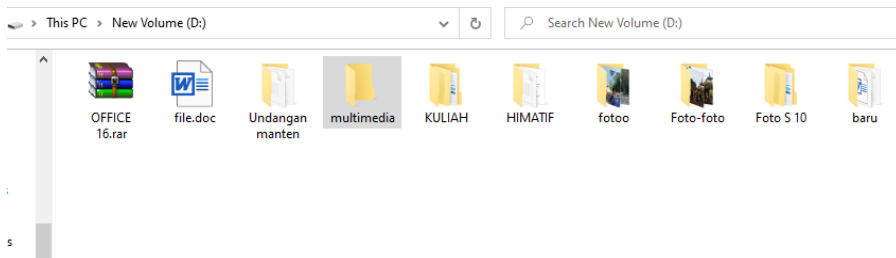 This PC > New Volume (D:)
Search New Volume (D:)
OFFICE 16.rar
file.doc
Undangan manten
multimedia
KULIAH
HIMATIF
fotoo
Foto-foto
Foto S 10
baru
s